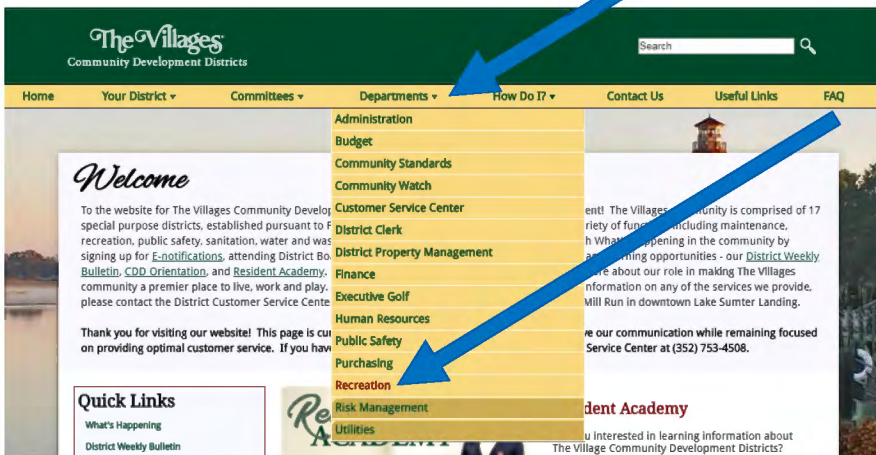 The Villages
Community Development Districts
Search
Home Your District Committees Departments How Do I? Contact Us Useful Links FAQ
Administration
Budget
Community Standards
Community Watch
Customer Service Center
District Clerk
District Property Management
Finance
Executive Golf
Human Resources
Public Safety
Purchasing
Recreation
Risk Management
Utilities
Welcome
To the website for The Villages Community Develop ent! The Villages munity is comprised of 17
special purpose districts, established pursuant to F riety of fun including maintenance,
recreation, public safety, sanitation, water and was h What pening in the community by
signing up for E-notifications, attending District Bo rning opportunities - our District Weekly
Bulletin, CDD Orientation, and Resident Academy. re about our role in making The Villages
community a premier place to live, work and play. nformation on any of the services we provide,
please contact the District Customer Service Cente Mill Run in downtown Lake Sumter Landing.
Thank you for visiting our website! This page is cur ve our communication while remaining focused
on providing optimal customer service. If you have Service Center at (352) 753-4508.
Quick Links
What's Happening
District Weekly Bulletin
Re
ACADEMY
dent Academy
u interested in learning information about
The Village Community Development Districts?